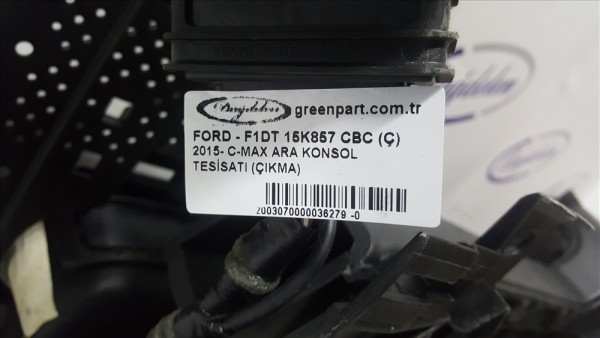 greenpart.com.tr
FORD - F1DT 15K857 CBC (Ç)
2015- C-MAX ARA KONSOL
TESİSATI (ÇIKMA)
2003070000036279 -0